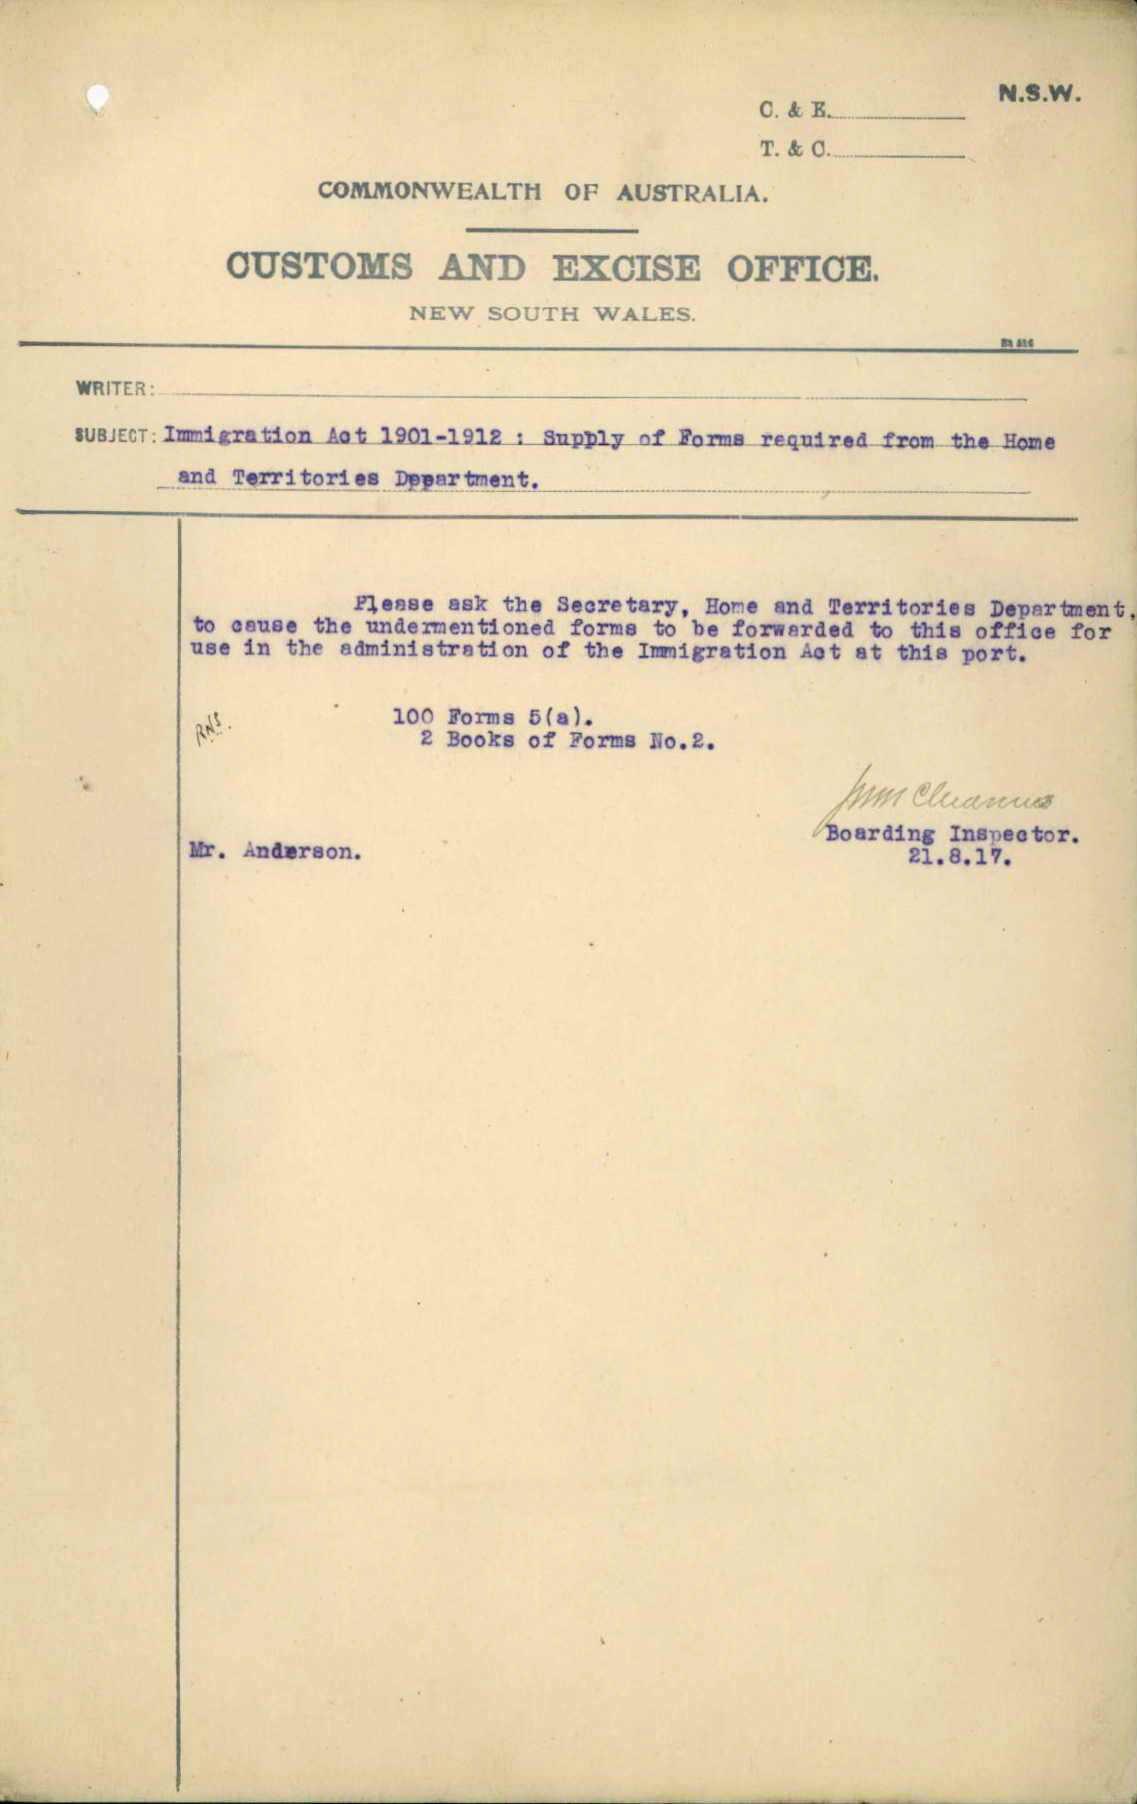 N.S.W.
C. & E.
T. & C.
COMMONWEALTH OF AUSTRALIA.
CUSTOMS AND EXCISE OFFICE.
NEW SOUTH WALES.
WRITER:
SUBJECT: Immigration Act 1901-1912 : Supply of Forms required from the Home
and Territories Department.
Please ask the Secretary, Home and Territories Department,
to cause the undermentioned forms to be forwarded to this office for
use in the administration of the Immigration Act at this port.
100 Forms 5(a).
2 Books of Forms No.2.
Boarding Inspector.
Mr. Anderson.
21.8.17.